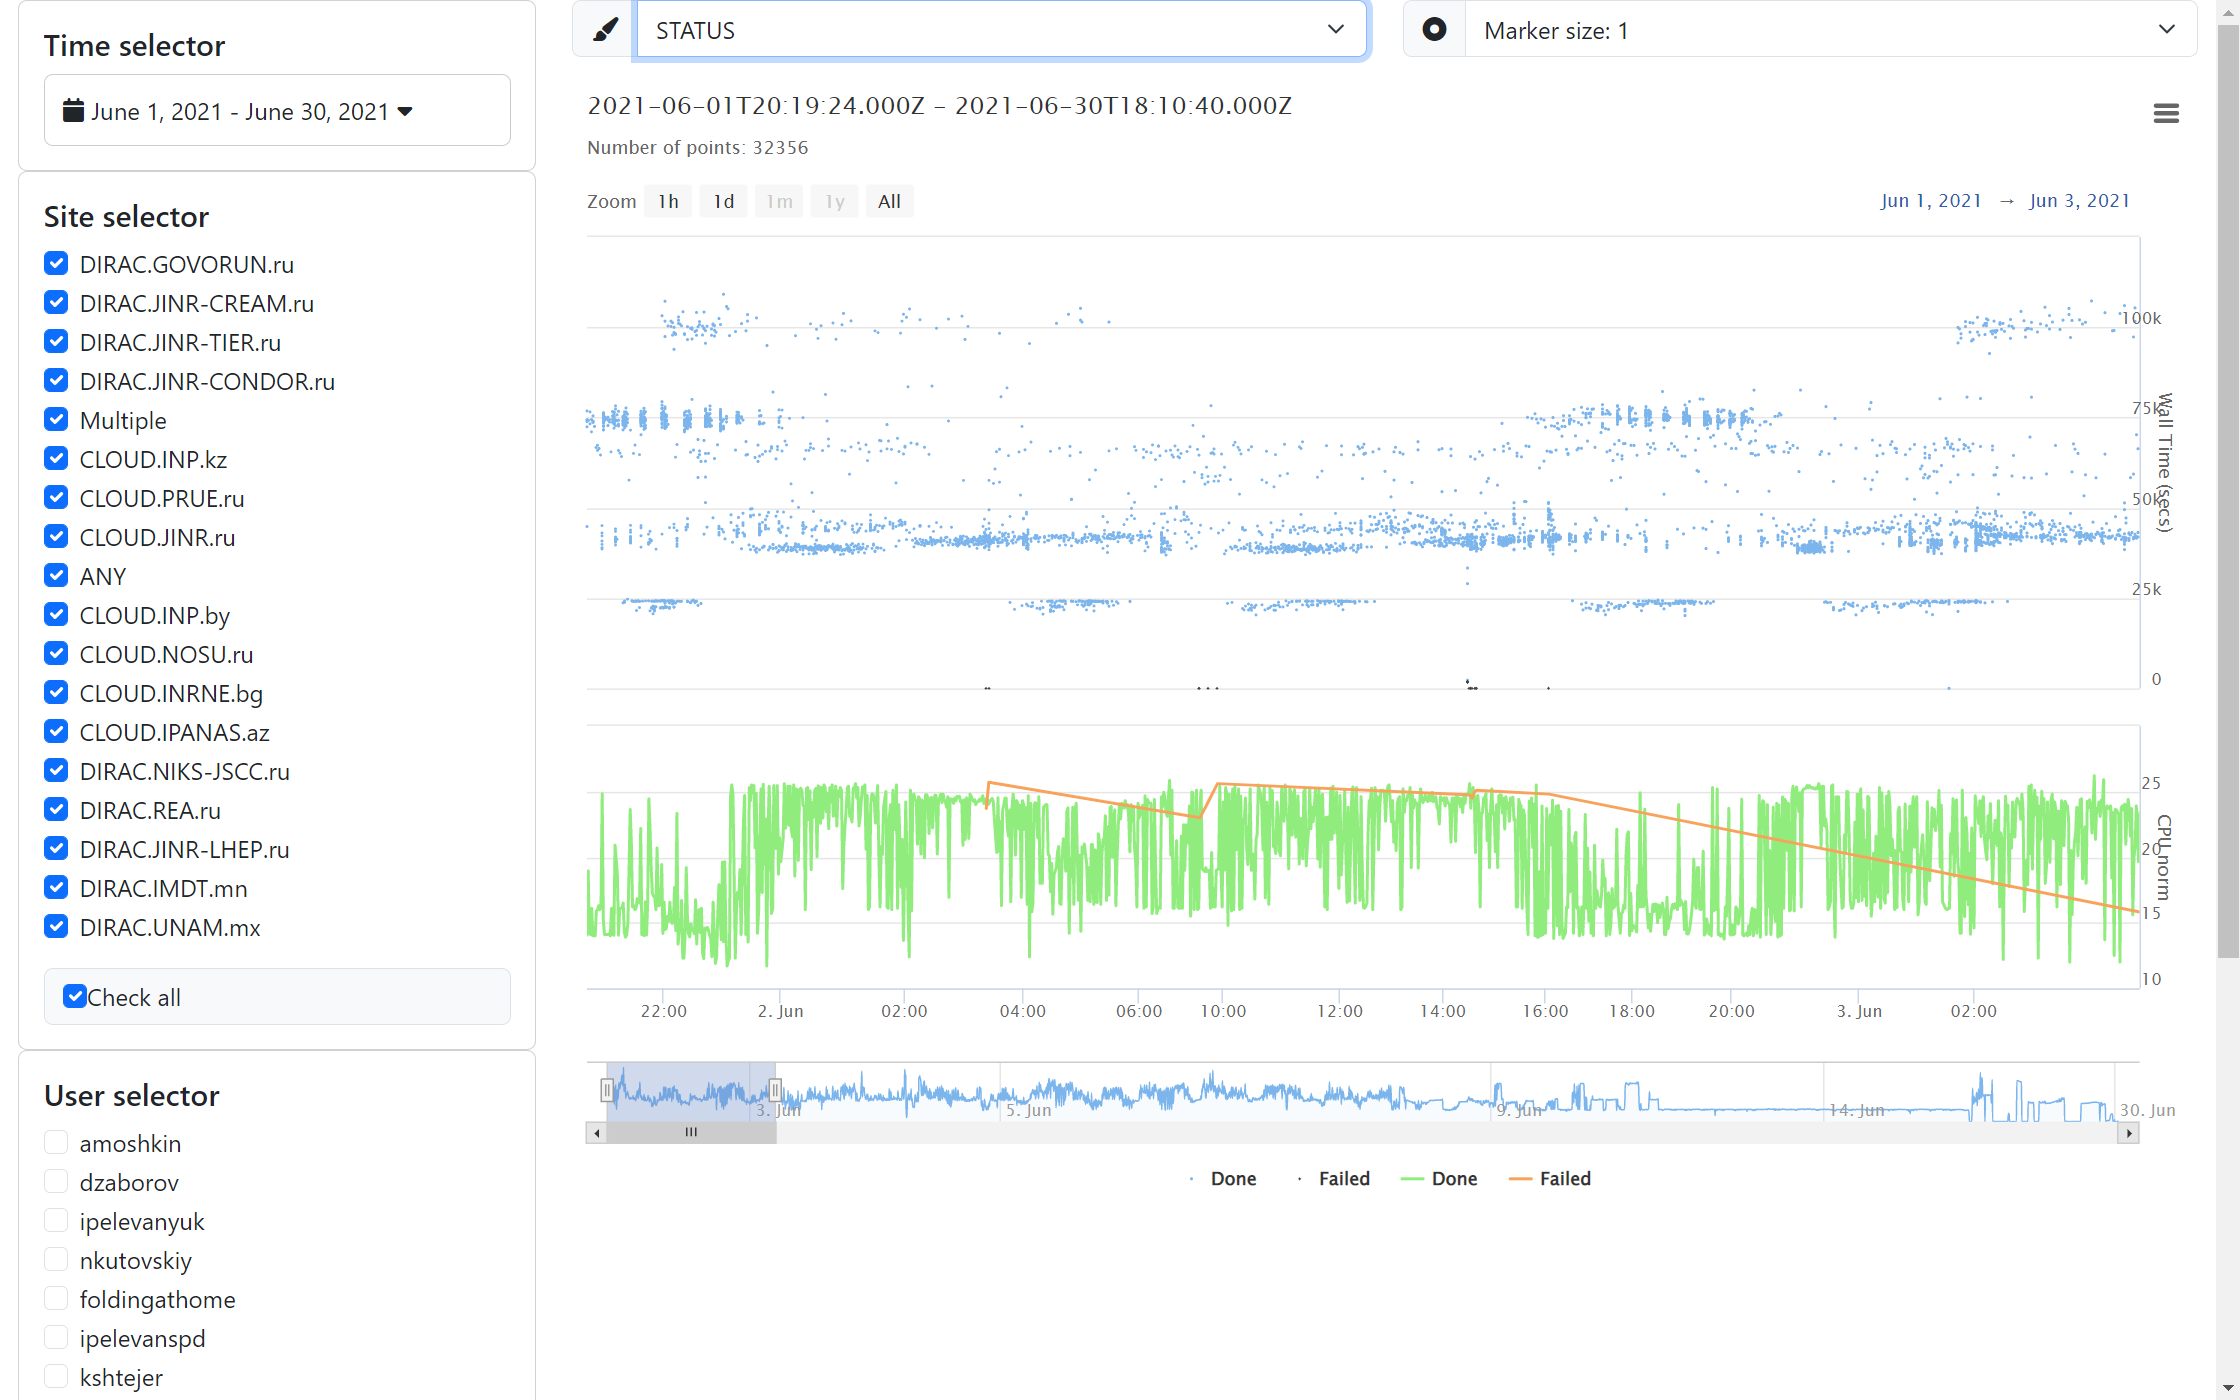 Time selector
June 1, 2021 - June 30, 2021
Site selector
DIRAC.GOVORUN.ru
DIRAC.JINR-CREAM.ru
DIRAC.JINR-TIER.ru
DIRAC.JINR-CONDOR.ru
Multiple
CLOUD.INP.kz
CLOUD.PRUE.ru
CLOUD.JINR.ru
ANY
CLOUD.INP.by
CLOUD.NOSU.ru
CLOUD.INRNE.bg
CLOUD.IPANAS.az
DIRAC.NIKS-JSCC.ru
DIRAC.REA.ru
DIRAC.JINR-LHEP.ru
DIRAC.IMDT.mn
DIRAC.UNAM.mx
Check all
User selector
amoshkin
dzaborov
ipelevanyuk
nkutovskiy
foldingathome
ipelevanspd
kshtejer
STATUS
Marker size: 1
2021-06-01T20:19:24.000Z - 2021-06-30T18:10:40.000Z
Number of points: 32356
Zoom 1h 1d 1m 1y All
Jun 1, 2021 → Jun 3, 2021
100k
75k
50k
25k
0
Wall Time (secs)
25
20
15
10
CPU norm
22:00 2. Jun 02:00 04:00 06:00 10:00 12:00 14:00 16:00 18:00 20:00 3. Jun 02:00
3. Jun 5. Jun 9. Jun 14. Jun 30. Jun
Done Failed Done Failed